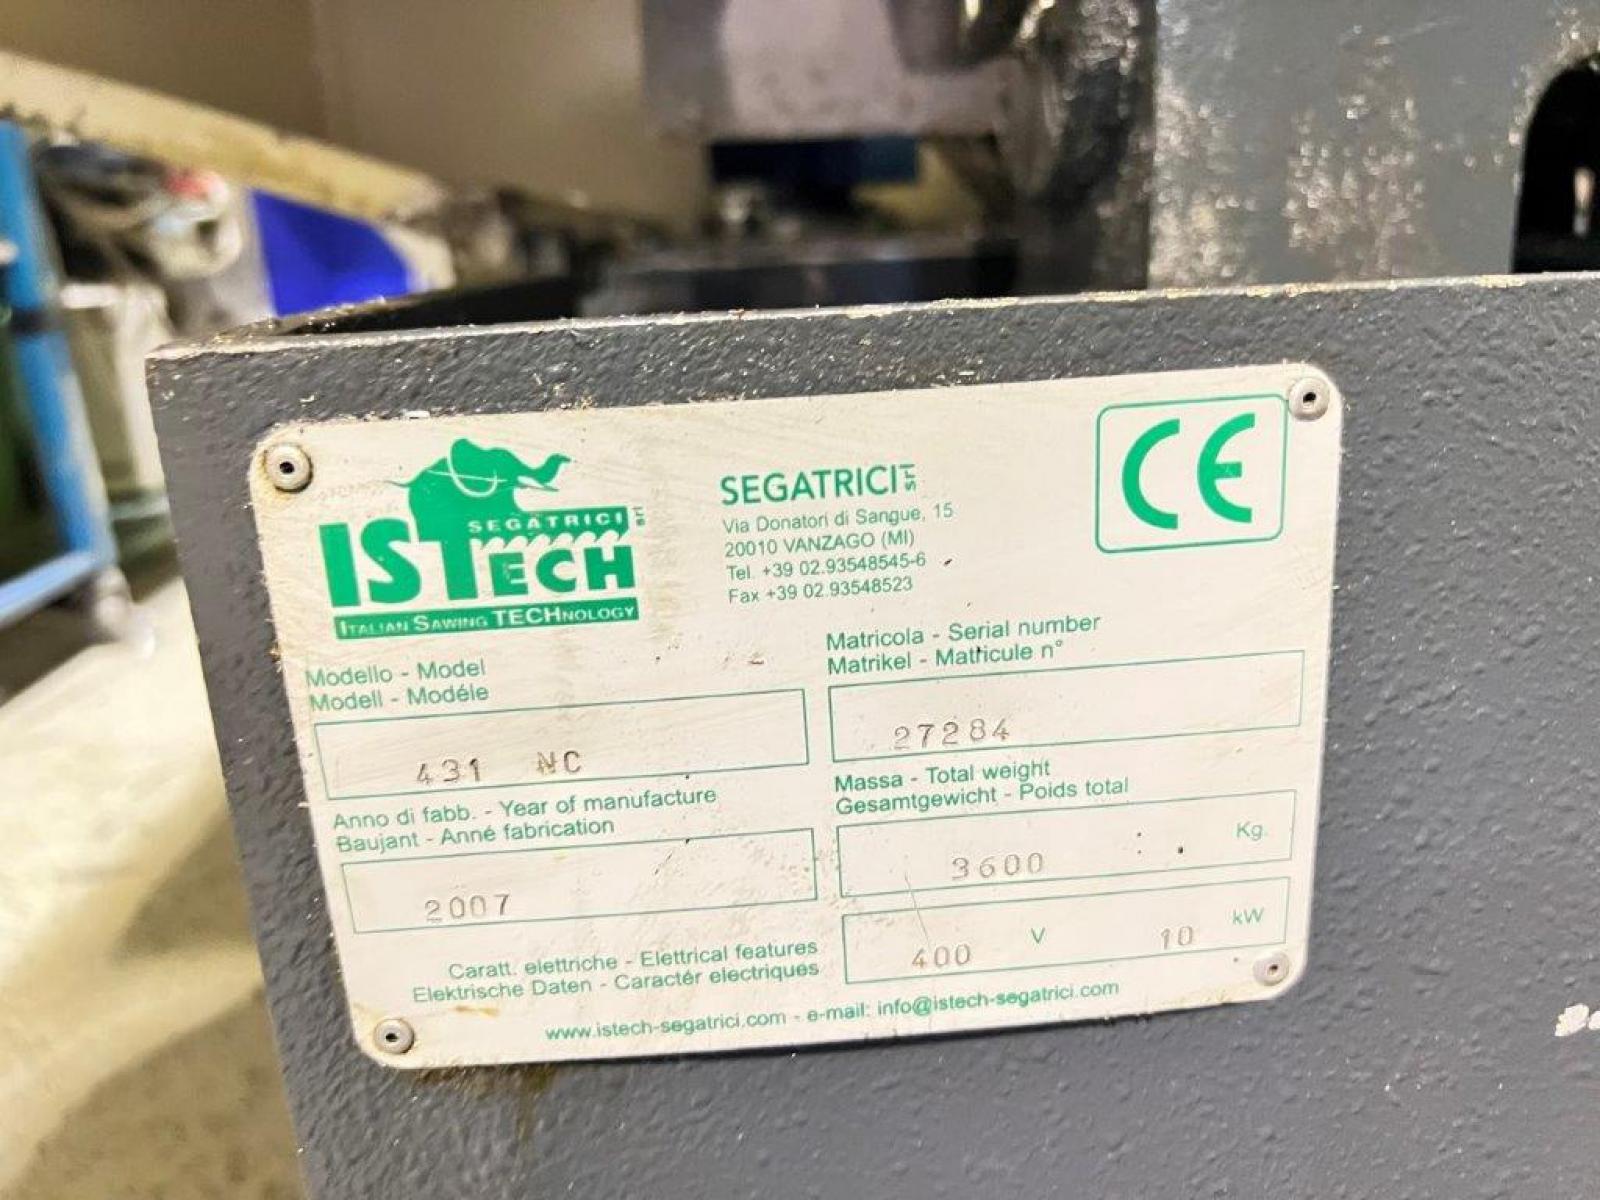 SEGATRICI srl
ISTECH
ITALIAN SAWING TECHNOLOGY
SEGATRICI srl
Via Donatori di Sangue, 15
20010 VANZAGO (MI)
Tel. +39 02.93548545-6
Fax +39 02.93548523
CE
Modello - Model
Modell - Modéle
431 NC
Matricola - Serial number
Matrikel - Matricule n°
27284
Anno di fabb. - Year of manufacture
Baujant - Anné fabrication
2007
Massa - Total weight
Gesamtgewicht - Poids total
3600 Kg.
Caratt. elettriche - Elettrical features
Elektrische Daten - Caractér electriques
400 V 10 kW
www.istech-segatrici.com - e-mail: info@istech-segatrici.com